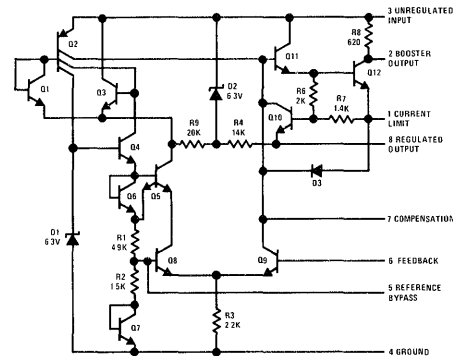 3 UNREGULATED
INPUT
R8
620
Q2
Q11
2 BOOSTER
OUTPUT
Q12
Q1
Q3
D2
6 3V
R6
2K
R7
1.4K
1 CURRENT
LIMIT
Q10
R9
20K
R4
14K
8 REGULATED
OUTPUT
Q4
D3
Q6
Q5
7 COMPENSATION
D1
6 3V
R1
4 9K
Q8
Q9
6 FEEDBACK
R2
1 5K
5 REFERENCE
BYPASS
R3
2 2K
Q7
4 GROUND